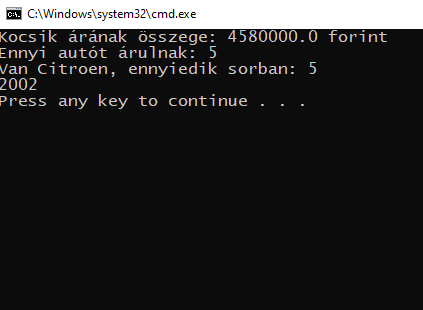 C:\Windows\system32\cmd.exe
Kocsik árának összege: 4580000.0 forint
Ennyi autót árulnak: 5
Van Citroen, ennyiedik sorban: 5
2002
Press any key to continue . . .